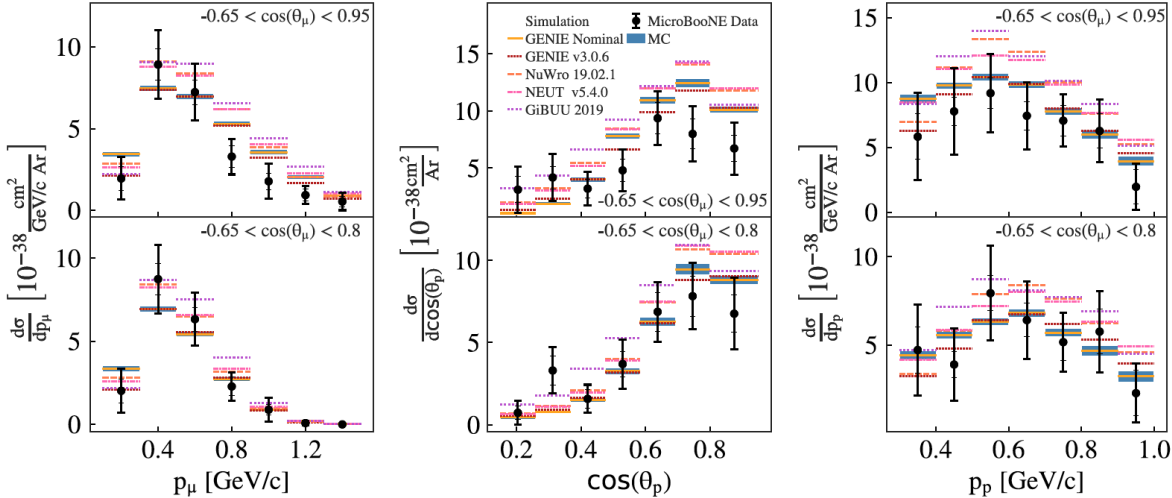 -0.65 < cos(θμ) < 0.95
10
5
0
dσ/dpμ [10−38 cm2/GeV/c Ar]
-0.65 < cos(θμ) < 0.8
10
5
0
0.4 0.8 1.2
pμ [GeV/c]
Simulation
GENIE Nominal
GENIE v3.0.6
NuWro 19.02.1
NEUT v5.4.0
GiBUU 2019
MicroBooNE Data
MC
15
10
5
-0.65 < cos(θμ) < 0.95
dσ/dcos(θp) [10−38 cm2/Ar]
-0.65 < cos(θμ) < 0.8
10
5
0
0.2 0.4 0.6 0.8
cos(θp)
-0.65 < cos(θμ) < 0.95
15
10
5
dσ/dpp [10−38 cm2/GeV/c Ar]
-0.65 < cos(θμ) < 0.8
10
5
0.4 0.6 0.8 1.0
pp [GeV/c]